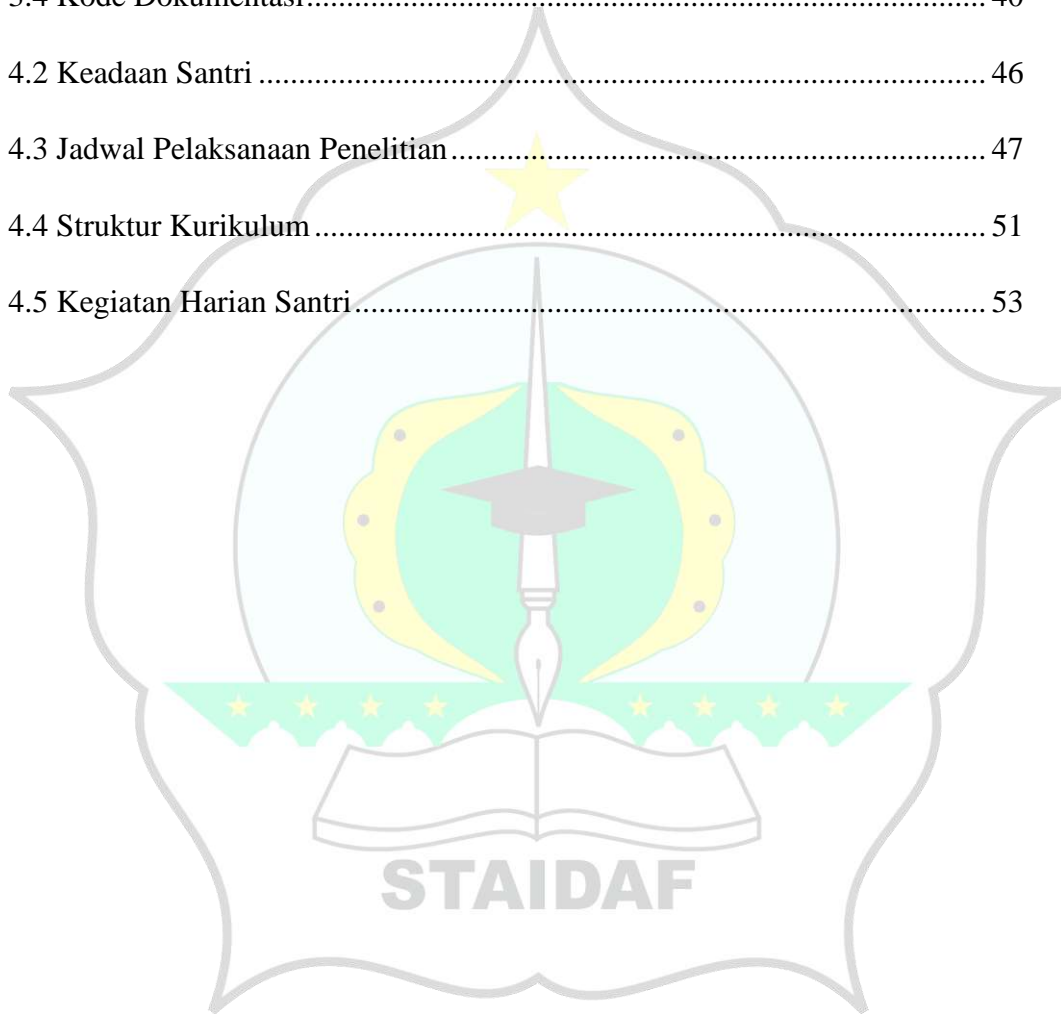 3.4 Kode Dokumentasi........................................................................................ 40
4.2 Keadaan Santri ............................................................................................ 46
4.3 Jadwal Pelaksanaan Penelitian..................................................................... 47
4.4 Struktur Kurikulum ..................................................................................... 51
4.5 Kegiatan Harian Santri................................................................................ 53
STAIDAF